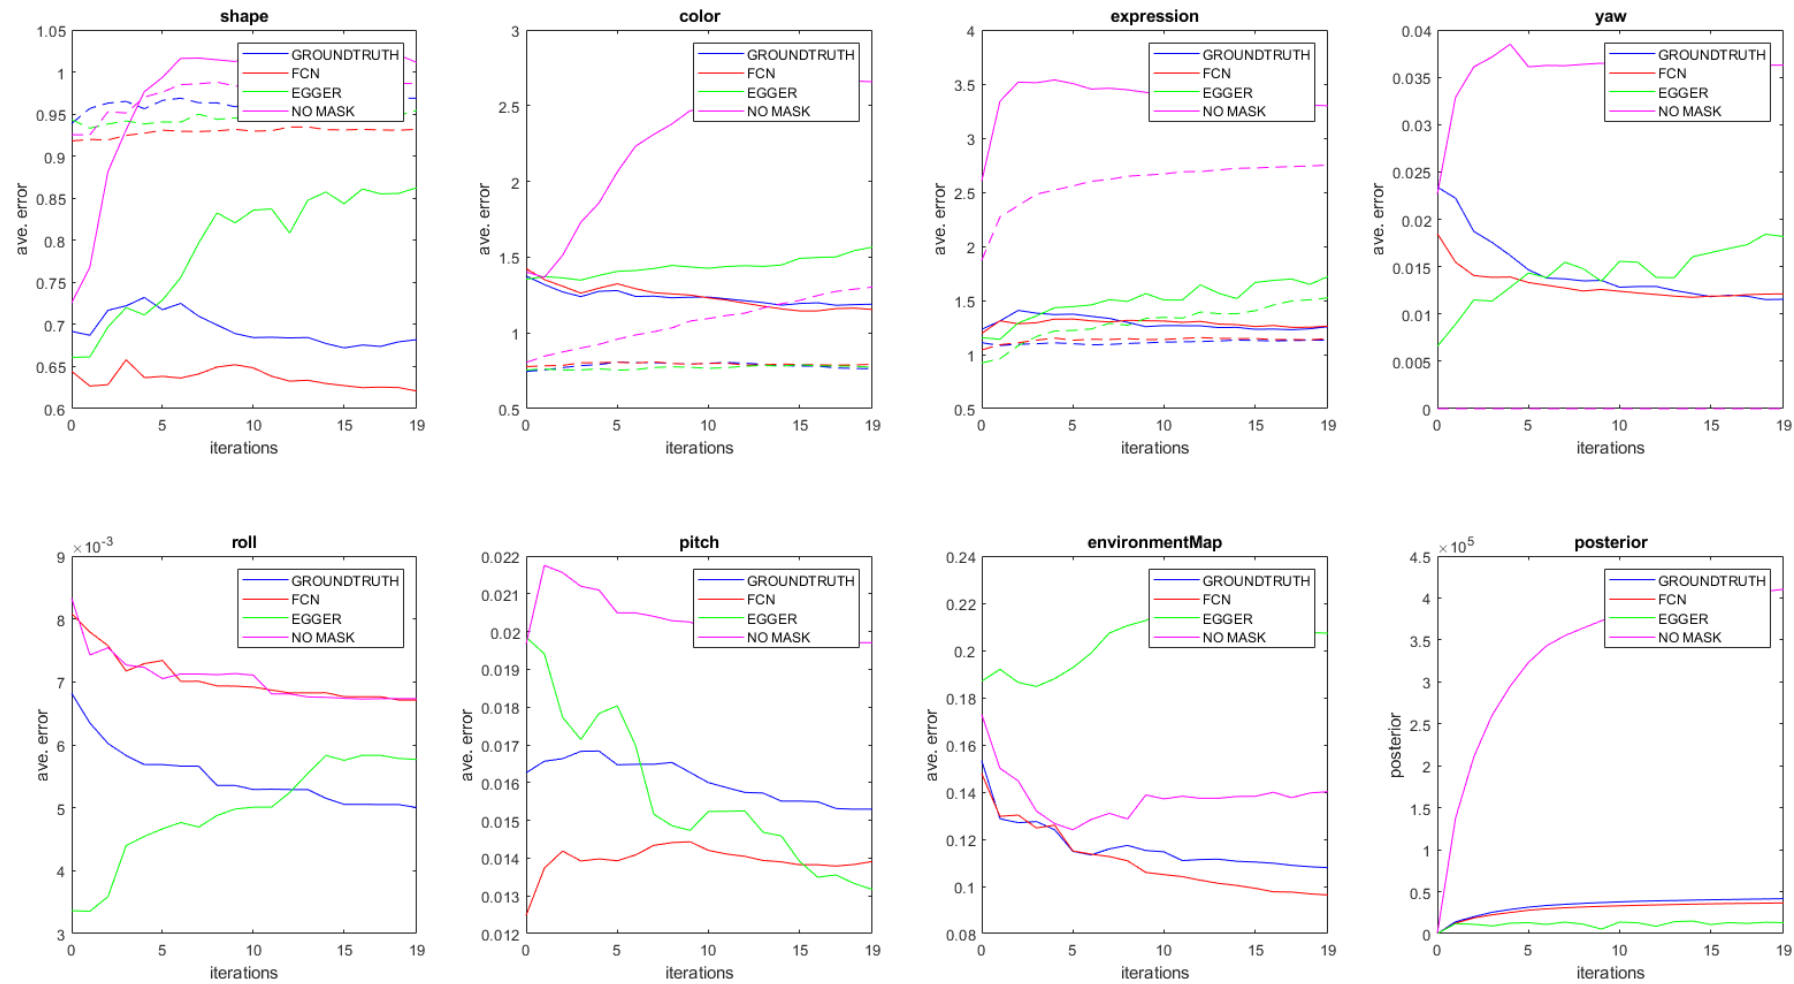 shape
1.05
1
0.95
0.9
0.85
0.8
0.75
0.7
0.65
0.6
ave. error
GROUNDTRUTH
FCN
EGGER
NO MASK
0 5 10 15 19
iterations
color
3
2.5
2
1.5
1
0.5
ave. error
GROUNDTRUTH
FCN
EGGER
NO MASK
0 5 10 15 19
iterations
expression
4
3.5
3
2.5
2
1.5
1
0.5
ave. error
GROUNDTRUTH
FCN
EGGER
NO MASK
0 5 10 15 19
iterations
yaw
0.04
0.035
0.03
0.025
0.02
0.015
0.01
0.005
0
ave. error
GROUNDTRUTH
FCN
EGGER
NO MASK
0 5 10 15 19
iterations
roll
×10⁻³
9
8
7
6
5
4
3
ave. error
GROUNDTRUTH
FCN
EGGER
NO MASK
0 5 10 15 19
iterations
pitch
0.022
0.021
0.02
0.019
0.018
0.017
0.016
0.015
0.014
0.013
0.012
ave. error
GROUNDTRUTH
FCN
EGGER
NO MASK
0 5 10 15 19
iterations
environmentMap
0.24
0.22
0.2
0.18
0.16
0.14
0.12
0.1
0.08
ave. error
GROUNDTRUTH
FCN
EGGER
NO MASK
0 5 10 15 19
iterations
posterior
×10⁵
4.5
4
3.5
3
2.5
2
1.5
1
0.5
0
posterior
GROUNDTRUTH
FCN
EGGER
NO MASK
0 5 10 15 19
iterations